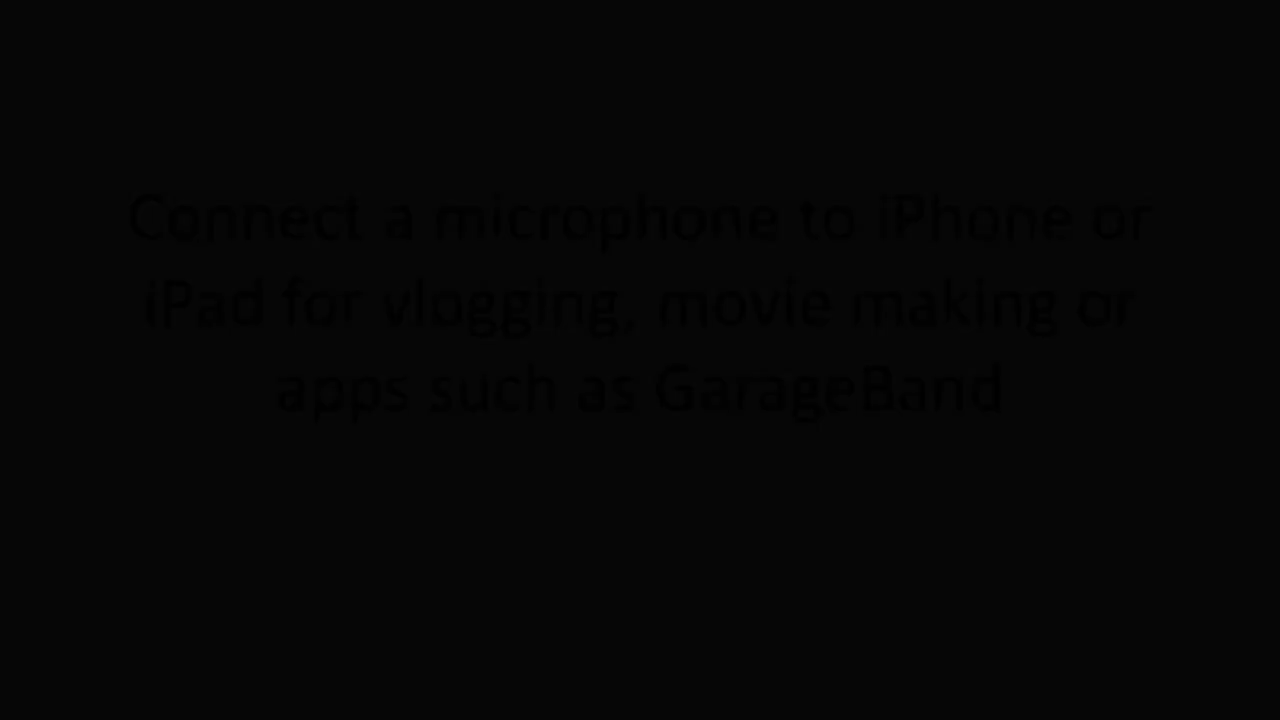 Connect a microphone to iPhone or
iPad for vlogging, movie making or
apps such as GarageBand